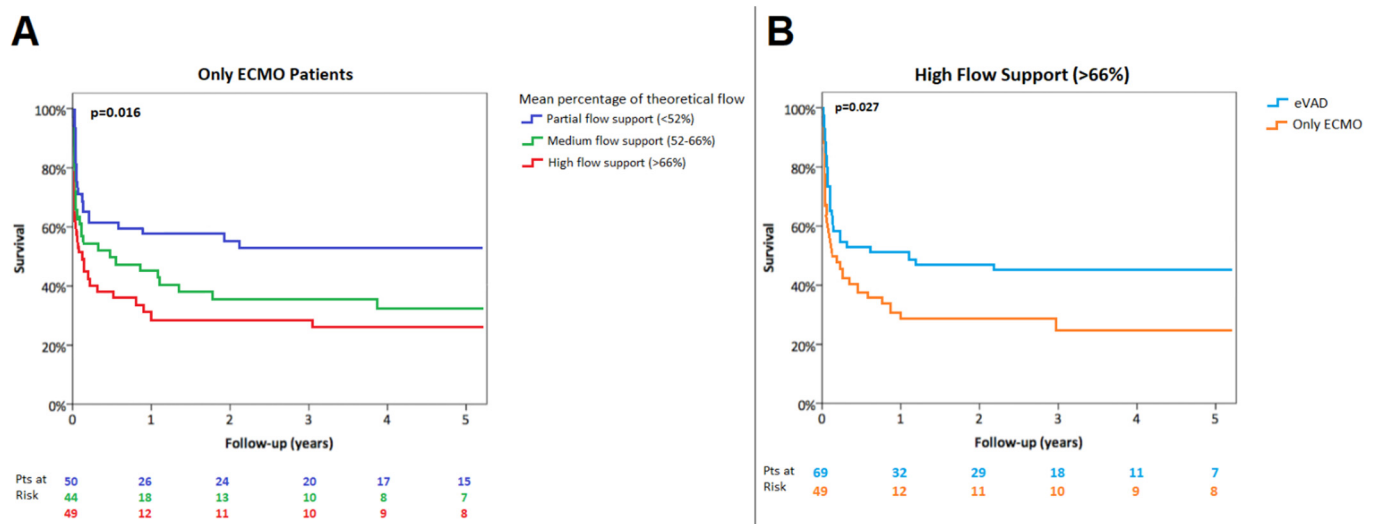 A
Only ECMO Patients
p=0.016
100%
80%
60%
40%
20%
0%
Survival
0 1 2 3 4 5
Follow-up (years)
Mean percentage of theoretical flow
Partial flow support (<52%)
Medium flow support (52-66%)
High flow support (>66%)
Pts at Risk
50 26 24 20 17 15
44 18 13 10 8 7
49 12 11 10 9 8
B
High Flow Support (>66%)
p=0.027
100%
80%
60%
40%
20%
0%
Survival
0 1 2 3 4 5
Follow-up (years)
eVAD
Only ECMO
Pts at Risk
69 32 29 18 11 7
49 12 11 10 9 8